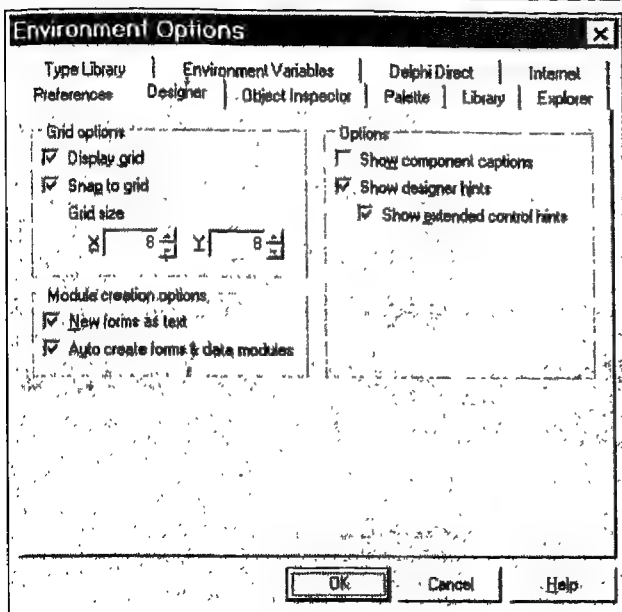 Environment Options
Type Library Environment Variables Delphi Direct Internet
Preferences Designer Object Inspector Palette Library Explorer
Grid options
Display grid
Snap to grid
Grid size
X 8 Y 8
Module creation options
New forms as text
Auto create forms & data modules
Options
Show component captions
Show designer hints
Show extended control hints
OK Cancel Help